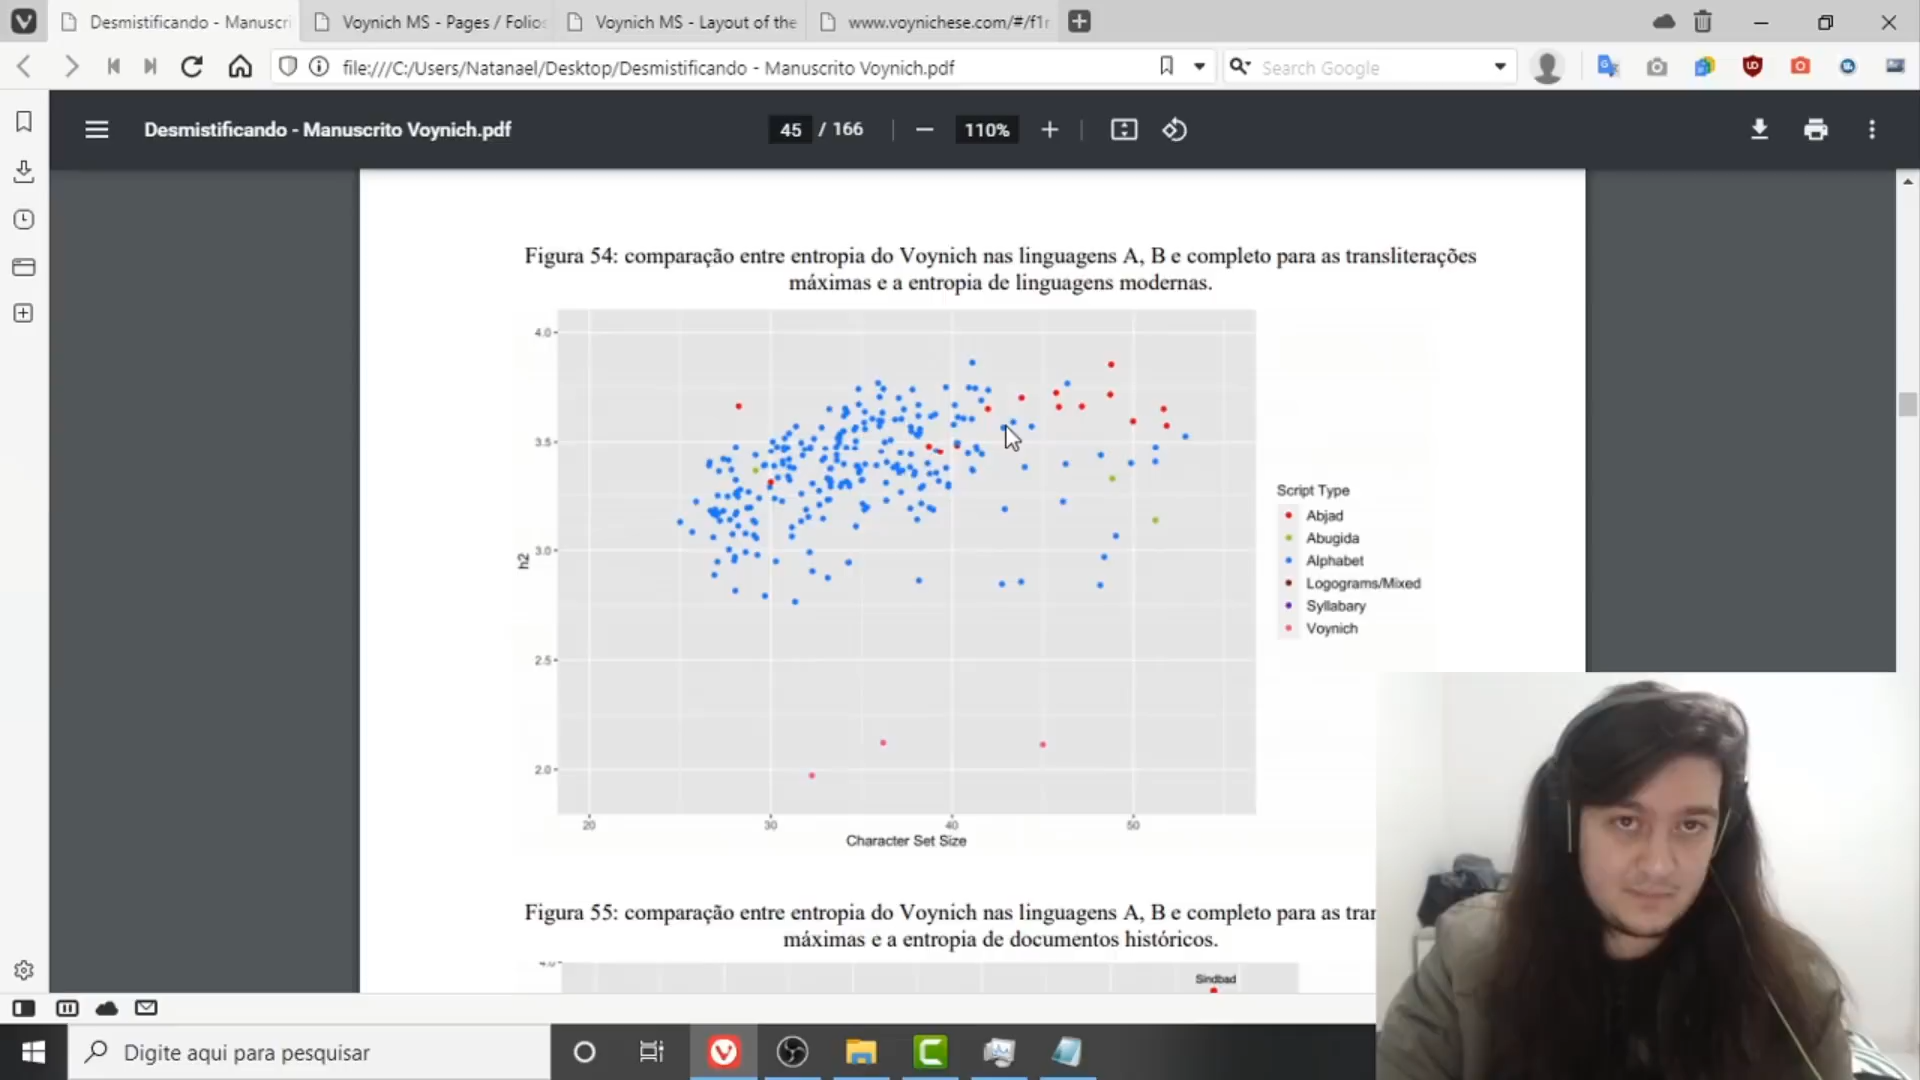 Desmistificando - Manuscri
Voynich MS - Pages / Folios
Voynich MS - Layout of the
www.voynichese.com/#/f1r
file:///C:/Users/Natanael/Desktop/Desmistificando - Manuscrito Voynich.pdf
Search Google
Desmistificando - Manuscrito Voynich.pdf
45 / 166
110%
Figura 54: comparação entre entropia do Voynich nas linguagens A, B e completo para as transliterações
máximas e a entropia de linguagens modernas.
4.0
3.5
3.0
2.5
2.0
h2
20 30 40 50
Character Set Size
Script Type
Abjad
Abugida
Alphabet
Logograms/Mixed
Syllabary
Voynich
Figura 55: comparação entre entropia do Voynich nas linguagens A, B e completo para as tran
máximas e a entropia de documentos históricos.
4.0
Sindbad
Digite aqui para pesquisar